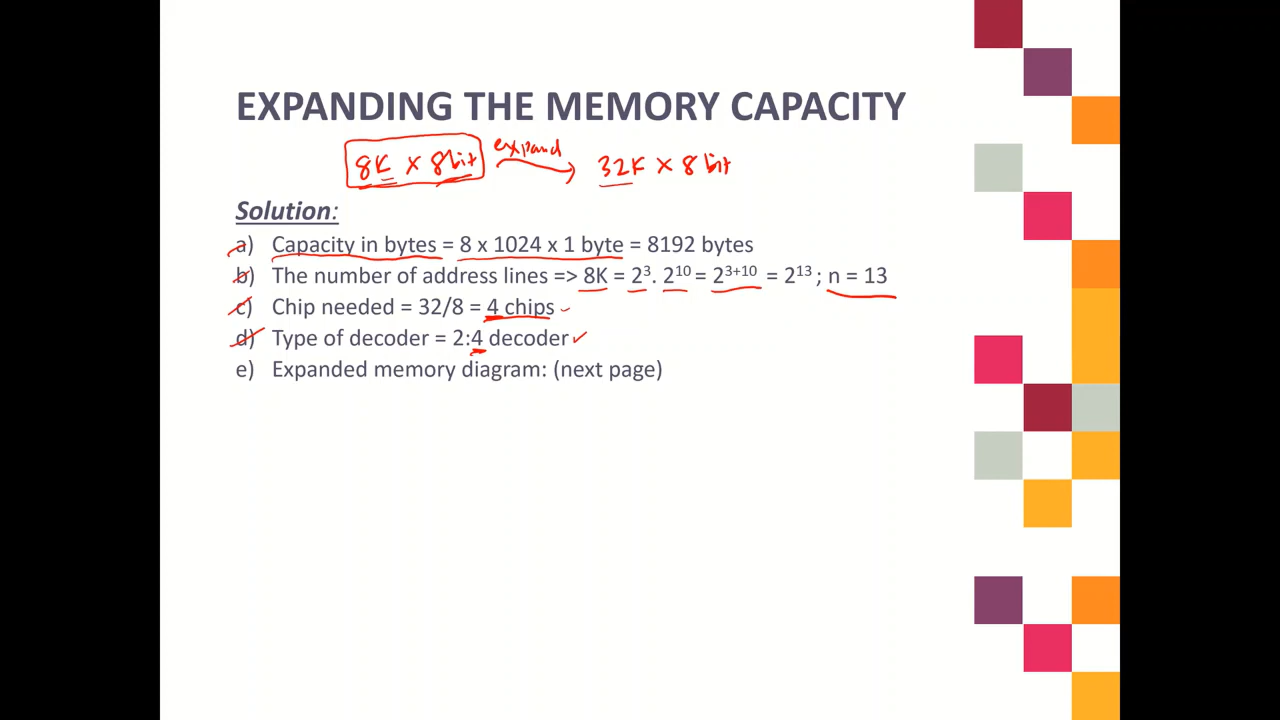 EXPANDING THE MEMORY CAPACITY
8K × 8bit expand 32K × 8 bit
Solution:
a) Capacity in bytes = 8 x 1024 x 1 byte = 8192 bytes
b) The number of address lines => 8K = 2³. 2¹⁰ = 2³⁺¹⁰ = 2¹³ ; n = 13
c) Chip needed = 32/8 = 4 chips
d) Type of decoder = 2:4 decoder
e) Expanded memory diagram: (next page)